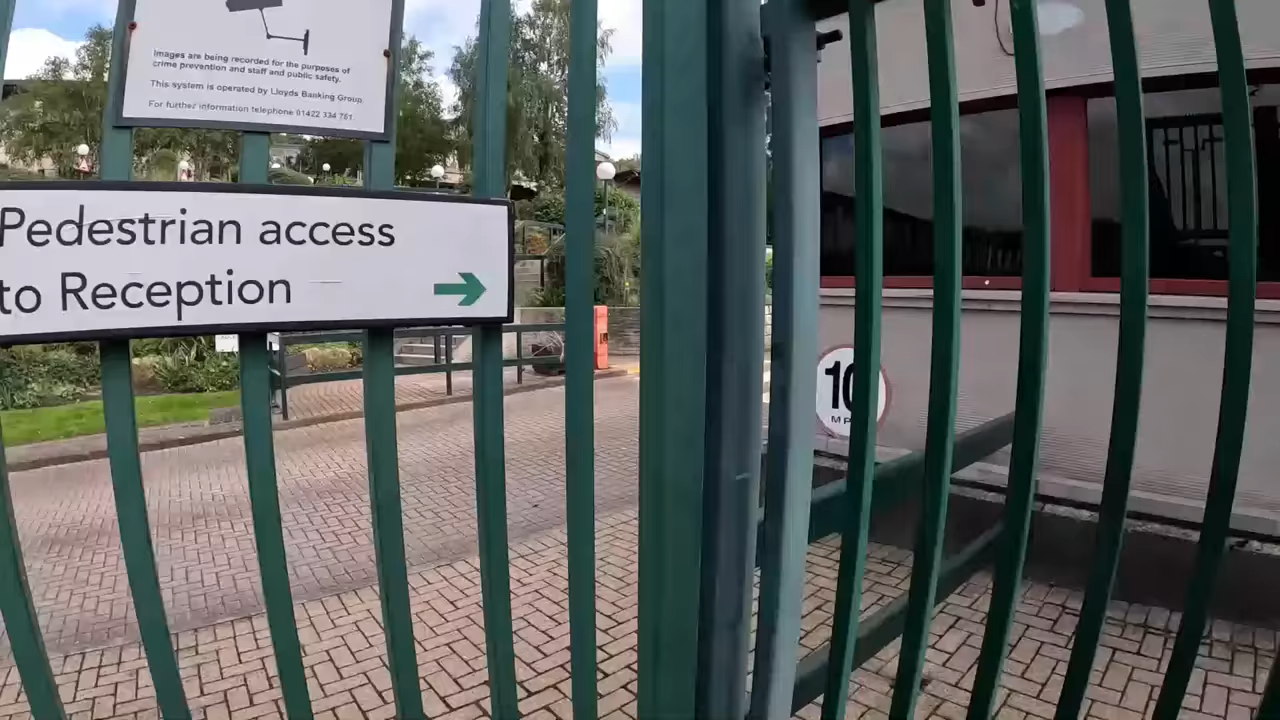 Images are being recorded for the purposes of
crime prevention and staff and public safety.
This system is operated by Lloyds Banking Group.
For further information telephone 01422 334 781.
Pedestrian access
to Reception
10